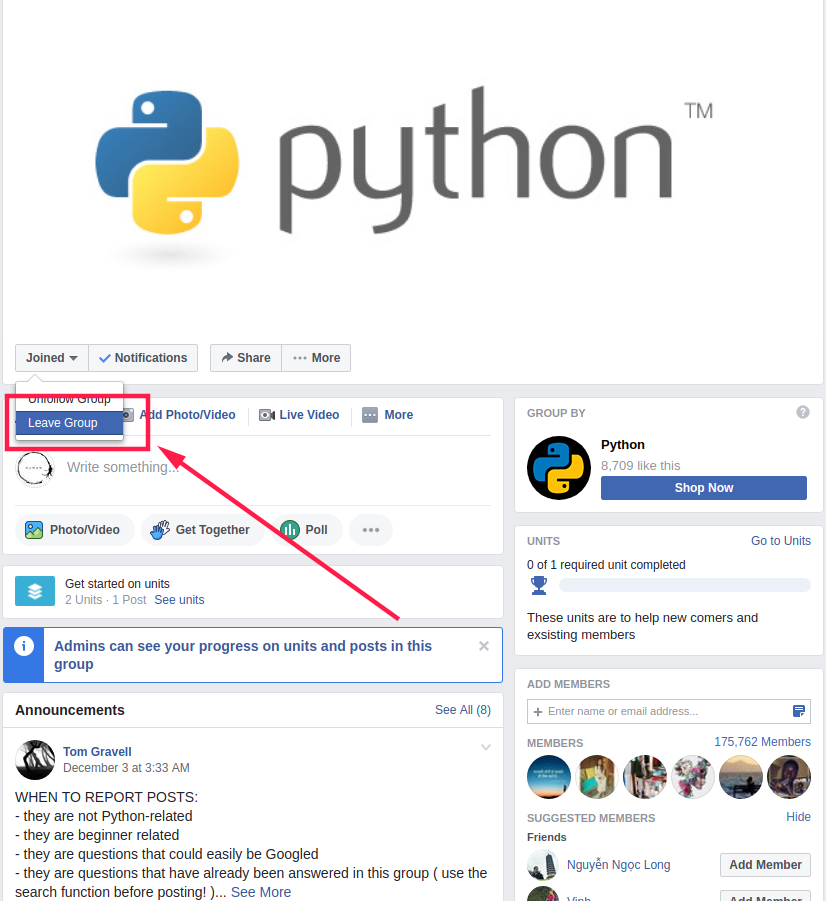 python TM
Joined
Notifications
Share
More
Unfollow Group
Leave Group
Add Photo/Video
Live Video
More
Write something...
Photo/Video
Get Together
Poll
Get started on units
2 Units · 1 Post See units
Admins can see your progress on units and posts in this
group
Announcements
See All (8)
Tom Gravell
December 3 at 3:33 AM
WHEN TO REPORT POSTS:
- they are not Python-related
- they are beginner related
- they are questions that could easily be Googled
- they are questions that have already been answered in this group ( use the
search function before posting! )... See More
GROUP BY
?
Python
8,709 like this
Shop Now
UNITS
Go to Units
0 of 1 required unit completed
These units are to help new comers and
exsisting members
ADD MEMBERS
+ Enter name or email address...
MEMBERS
175,762 Members
SUGGESTED MEMBERS
Hide
Friends
Nguyễn Ngọc Long
Add Member
Vinh
Add Member